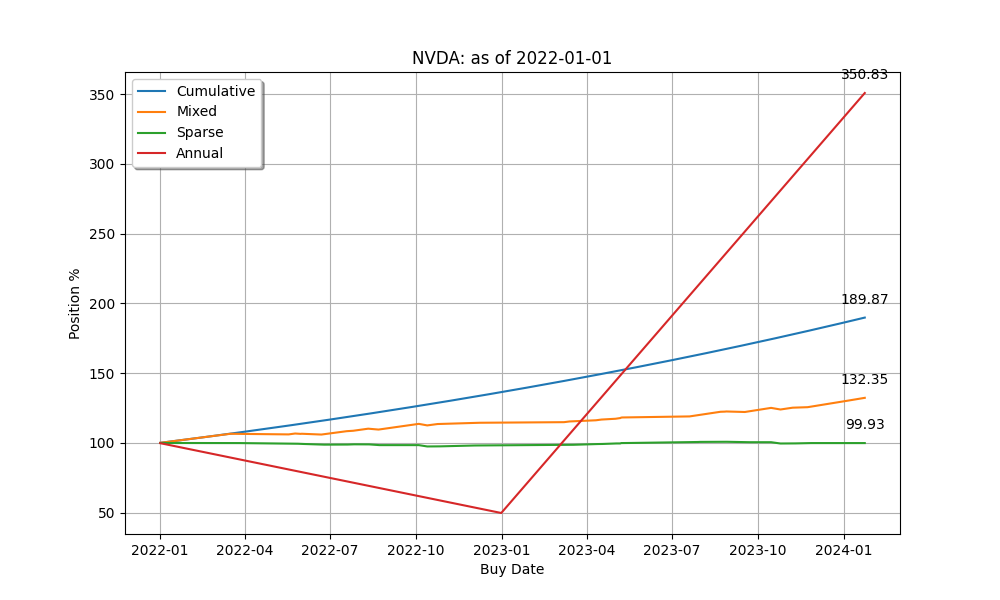 NVDA: as of 2022-01-01
Cumulative
Mixed
Sparse
Annual
350.83
189.87
132.35
99.93
350
300
250
200
150
100
50
Position %
2022-01 2022-04 2022-07 2022-10 2023-01 2023-04 2023-07 2023-10 2024-01
Buy Date